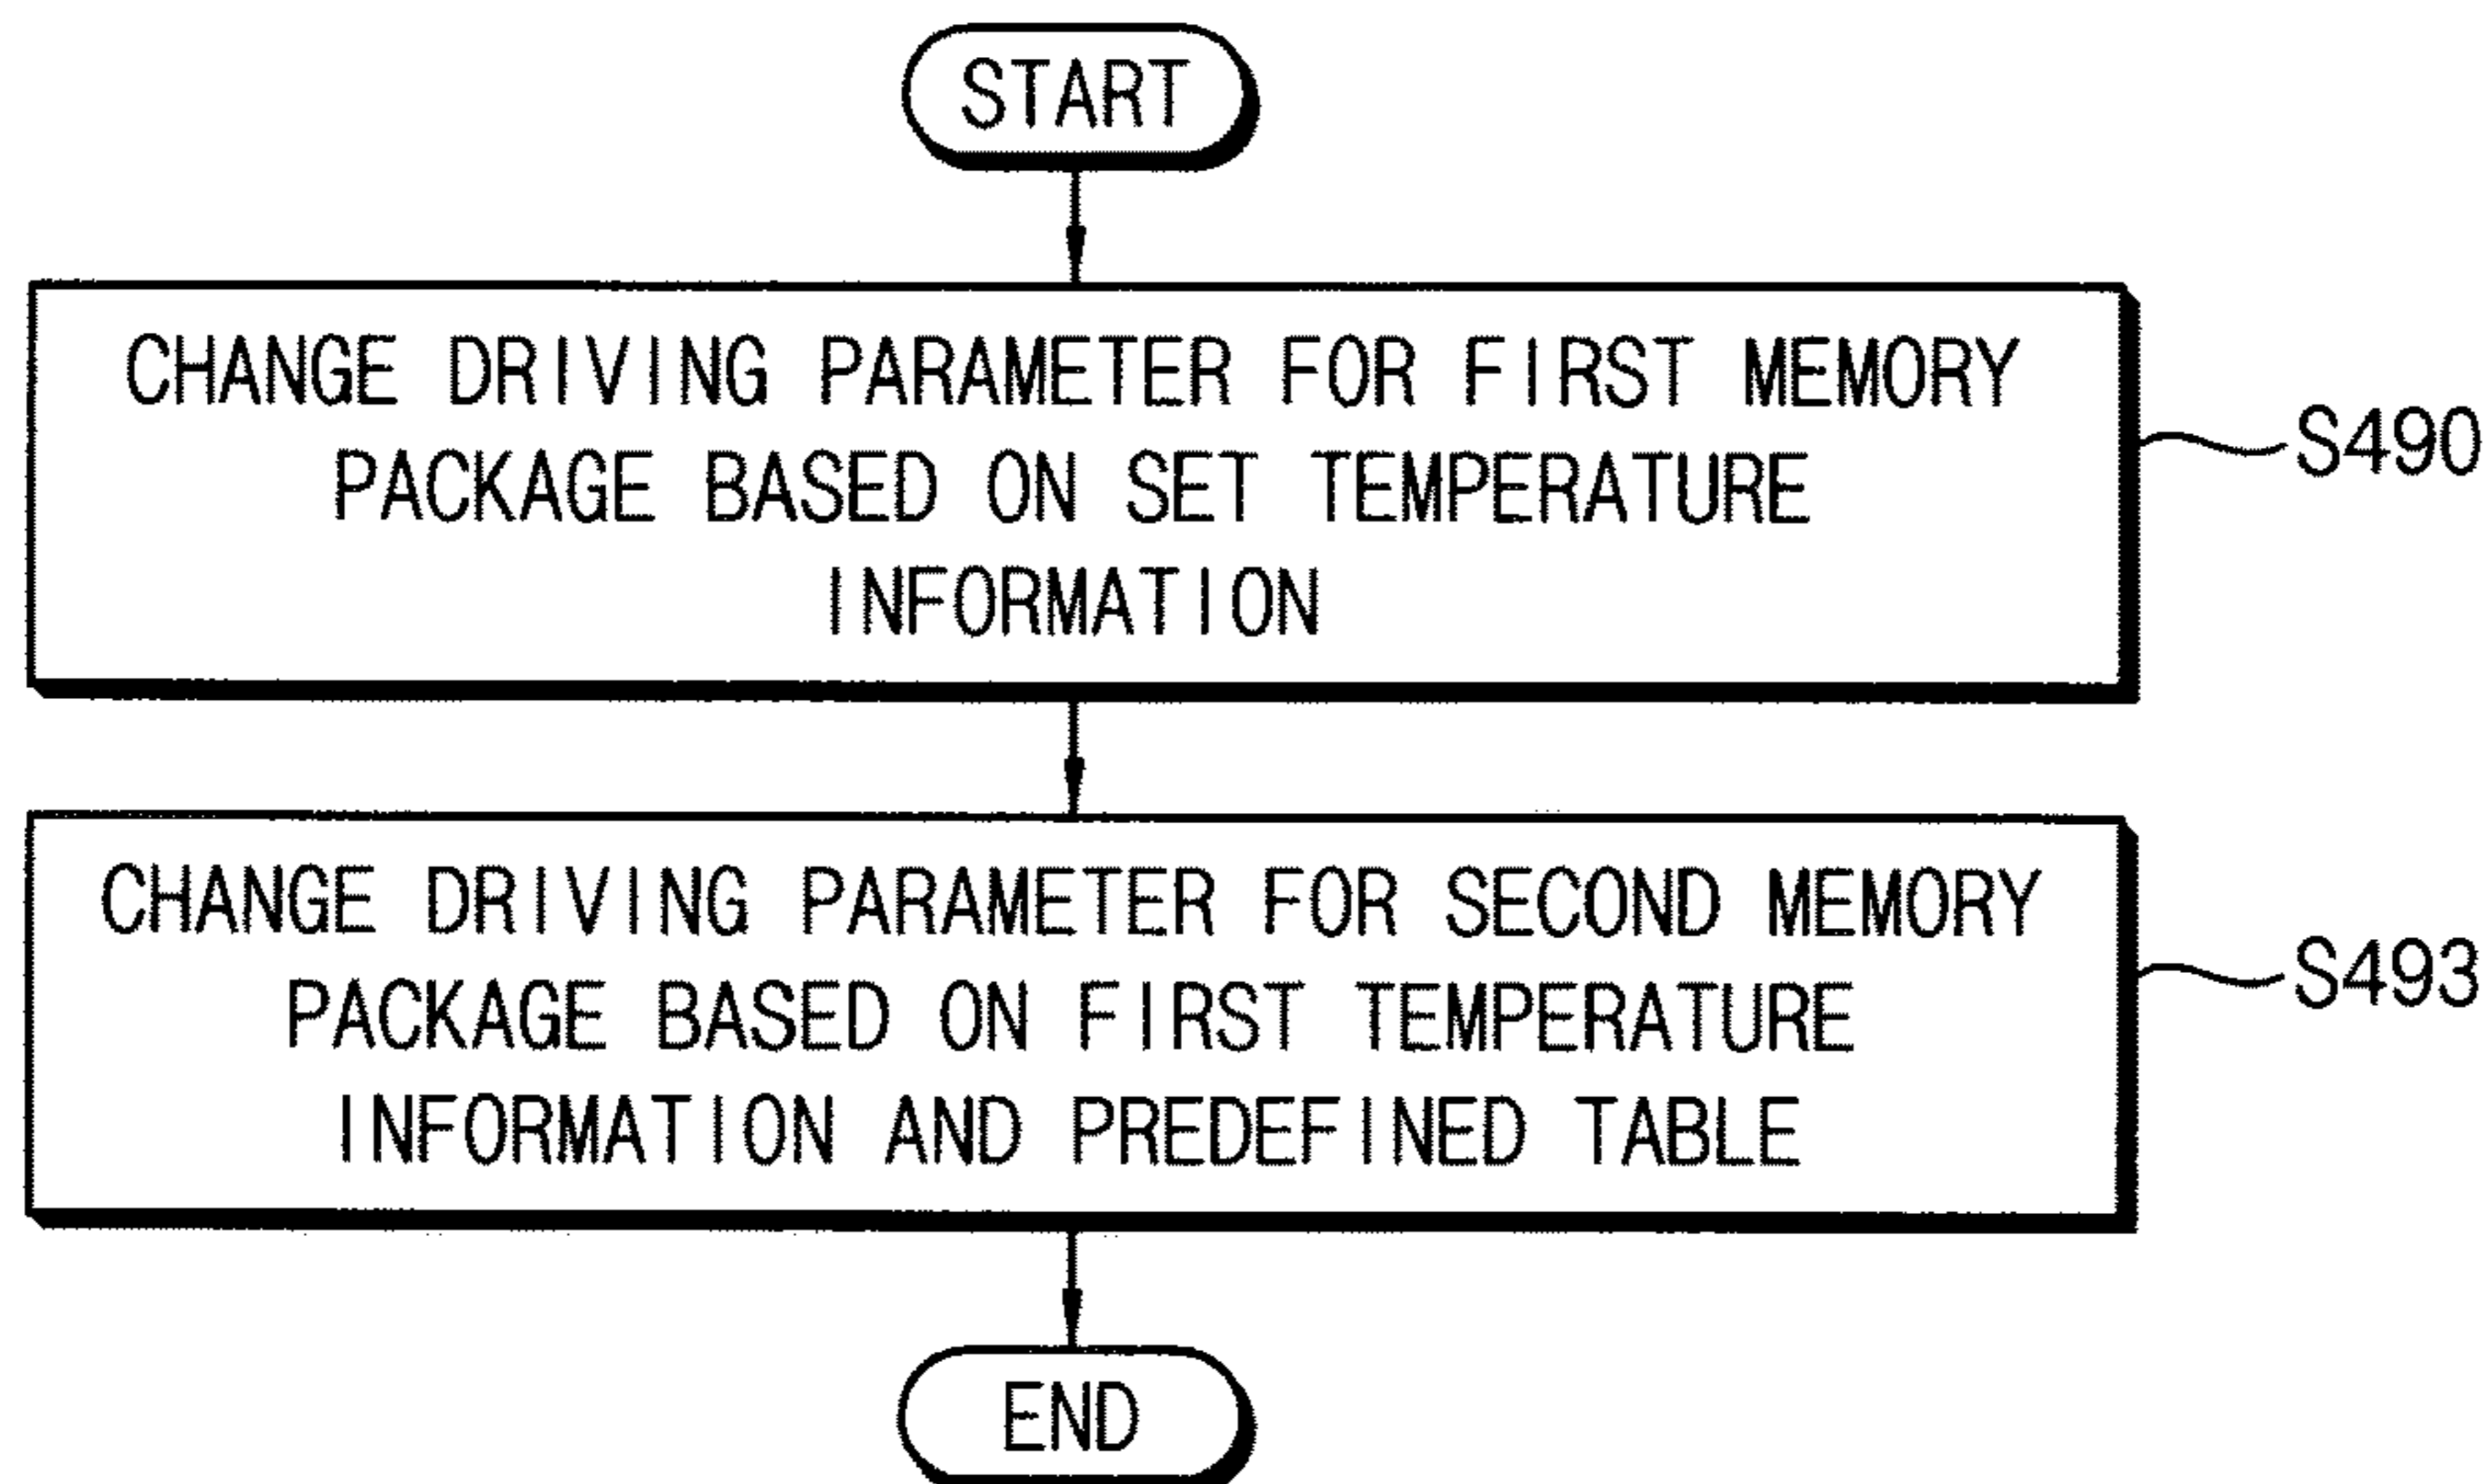 START
CHANGE DRIVING PARAMETER FOR FIRST MEMORY
PACKAGE BASED ON SET TEMPERATURE
INFORMATION
S490
CHANGE DRIVING PARAMETER FOR SECOND MEMORY
PACKAGE BASED ON FIRST TEMPERATURE
INFORMATION AND PREDEFINED TABLE
S493
END